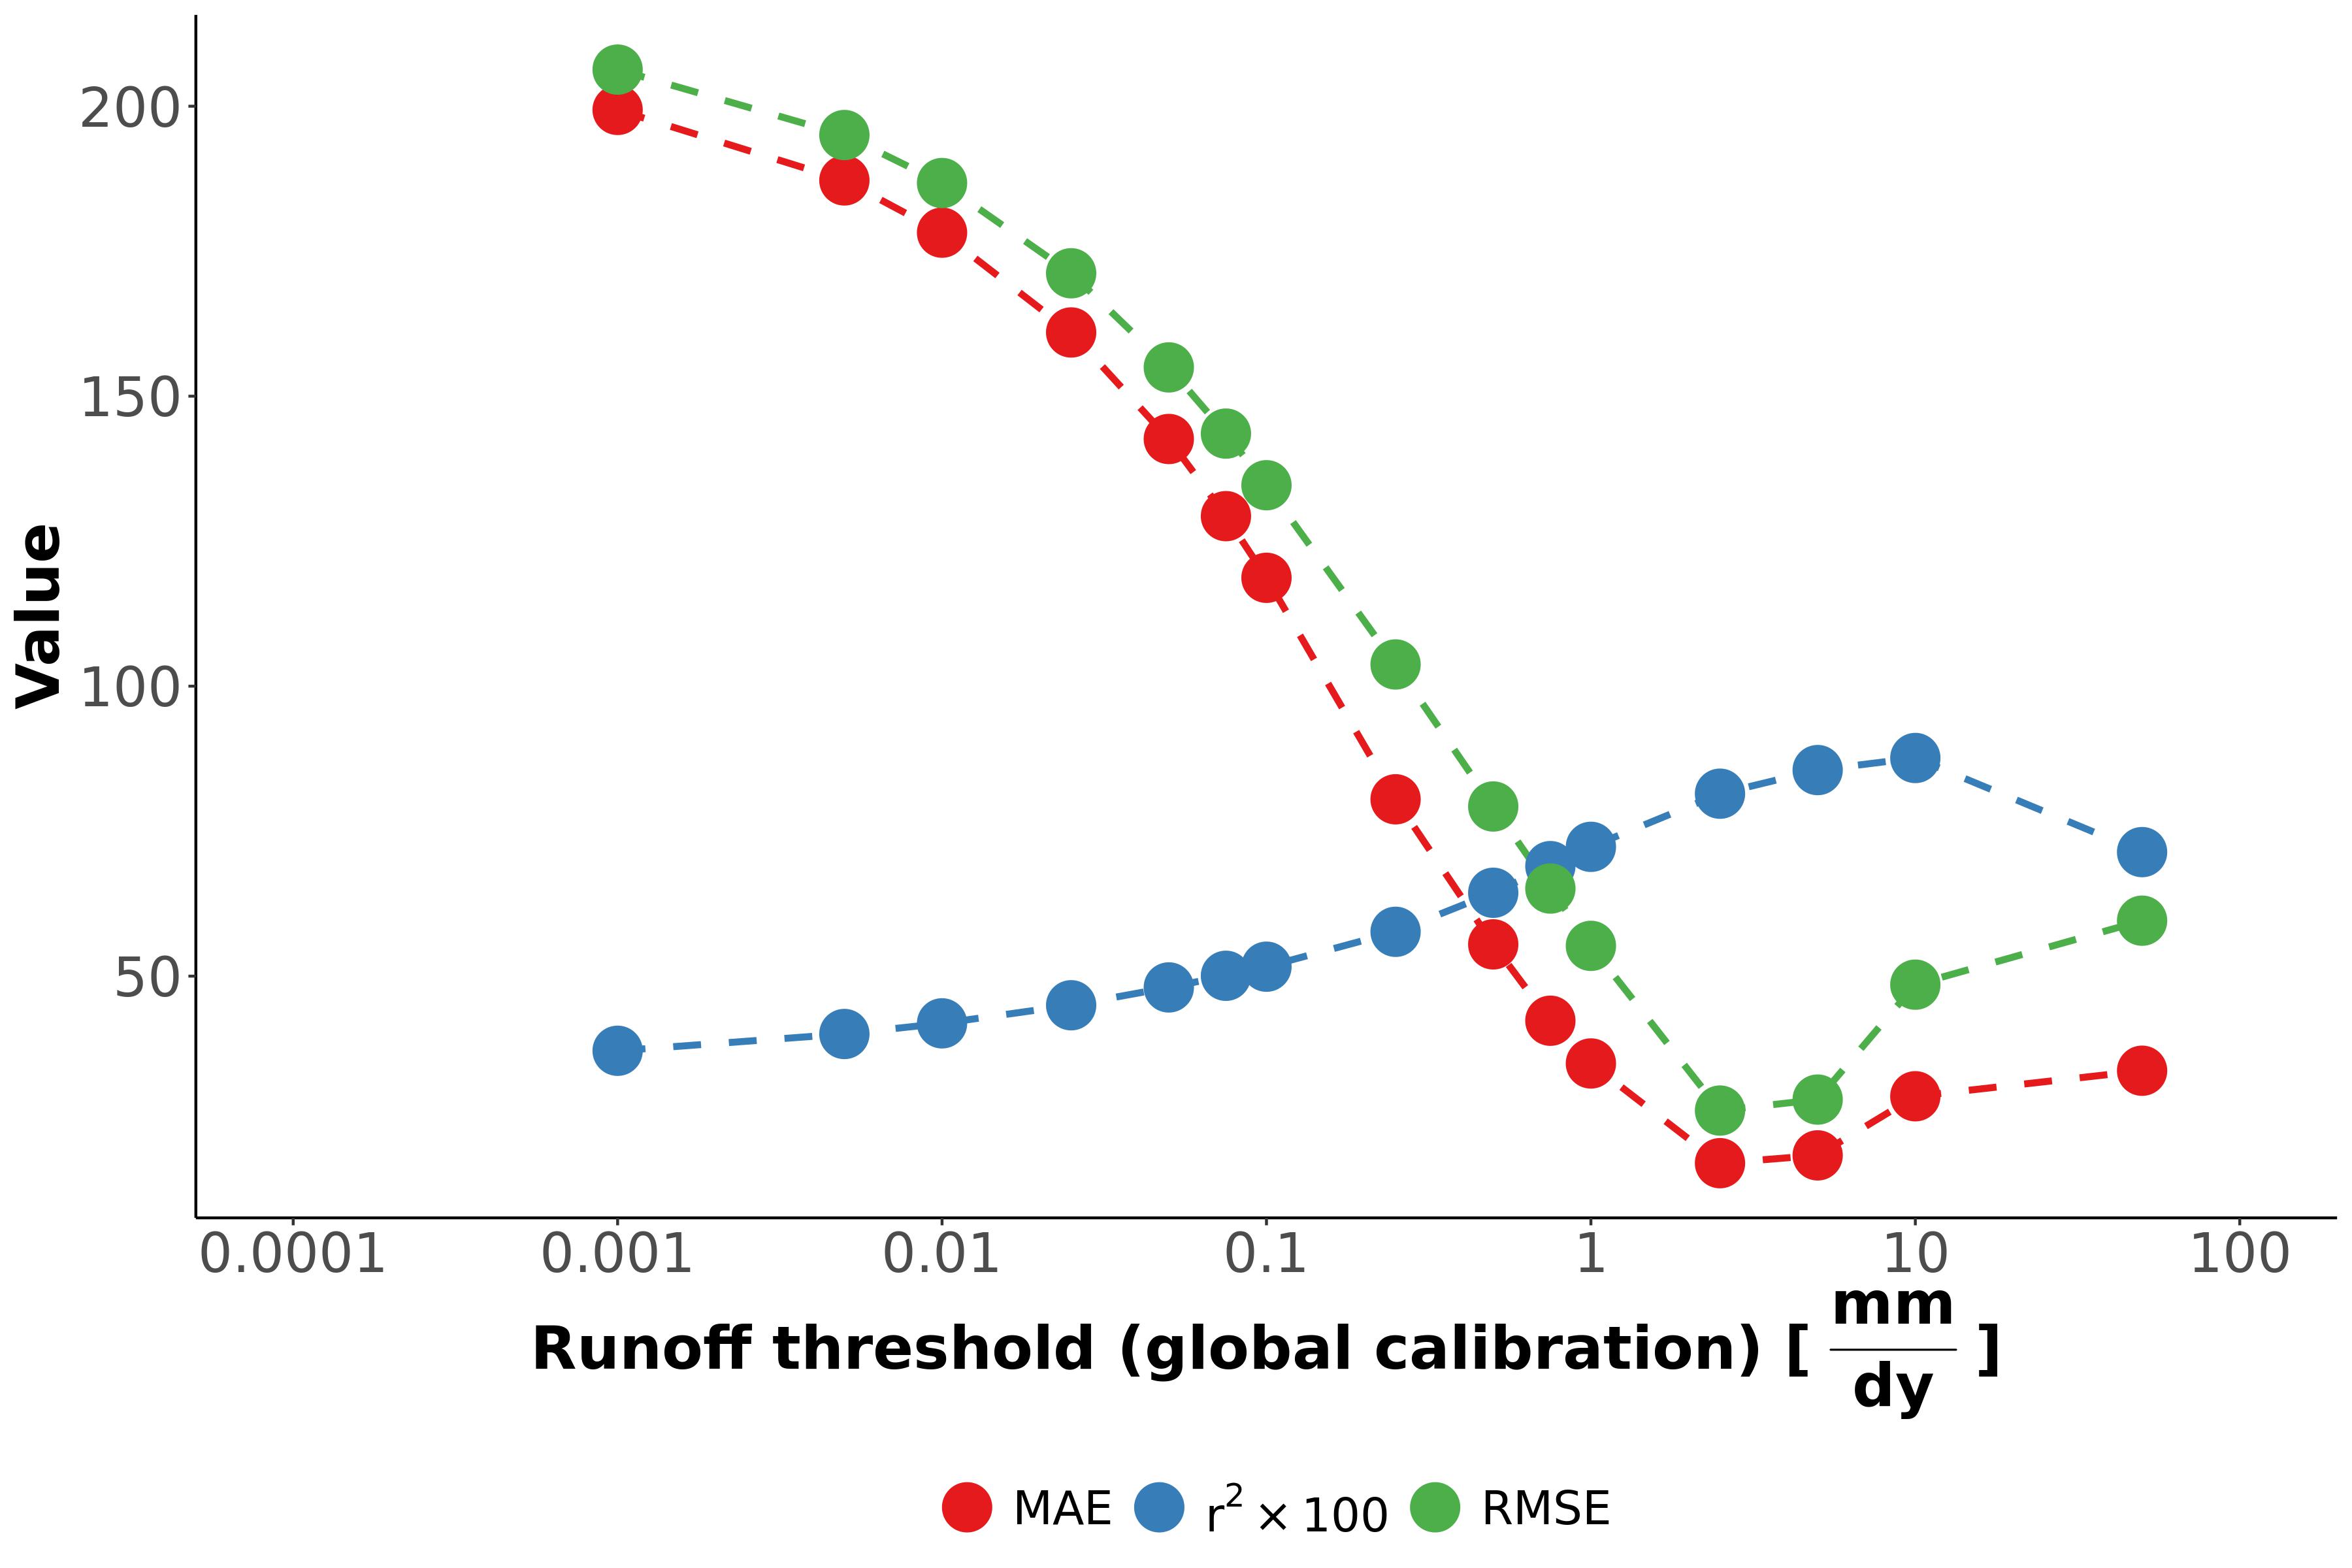 Value
200
150
100
50
0.0001 0.001 0.01 0.1 1 10 100
Runoff threshold (global calibration) [ mm/dy ]
MAE r² × 100 RMSE